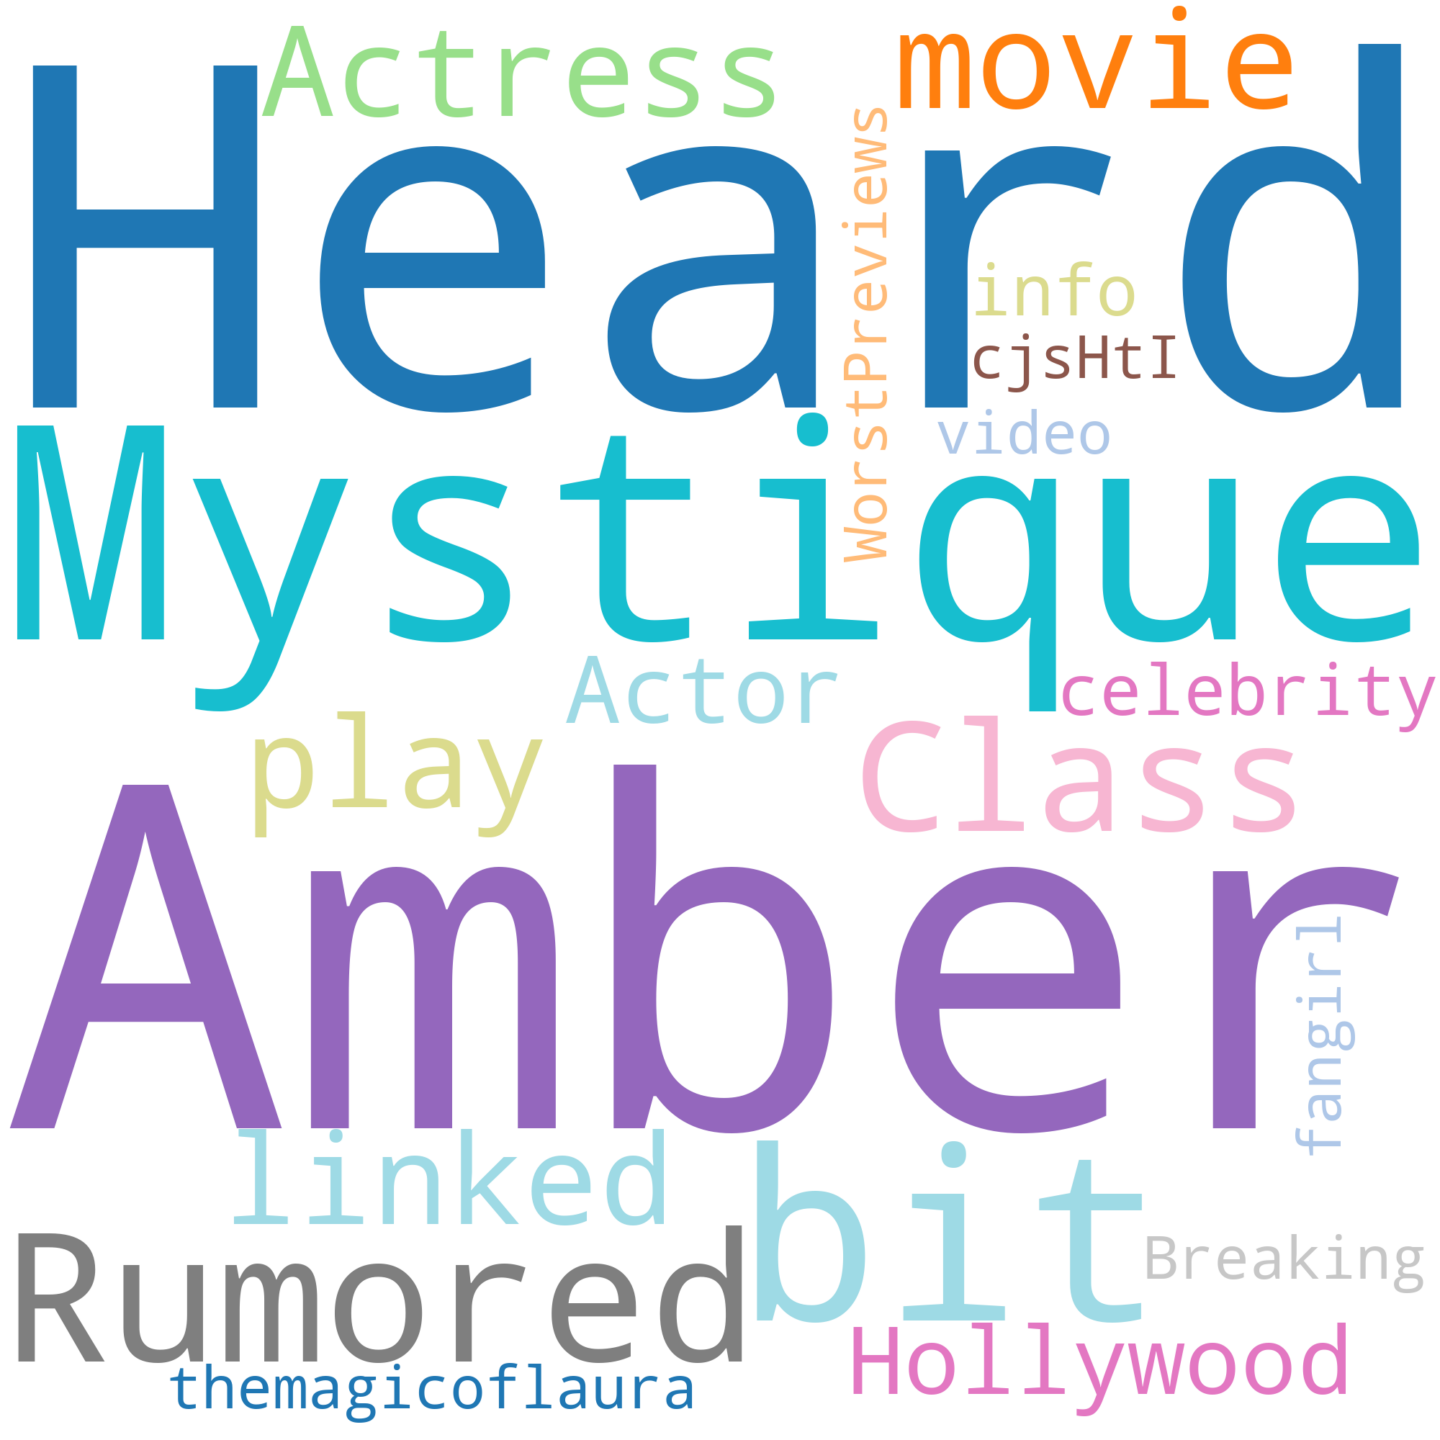 Actress
movie
Heard
WorstPreviews
info
cjsHtI
video
Mystique
Actor
celebrity
play
Class
Amber
fangirl
linked
bit
Rumored
Breaking
Hollywood
themagicoflaura